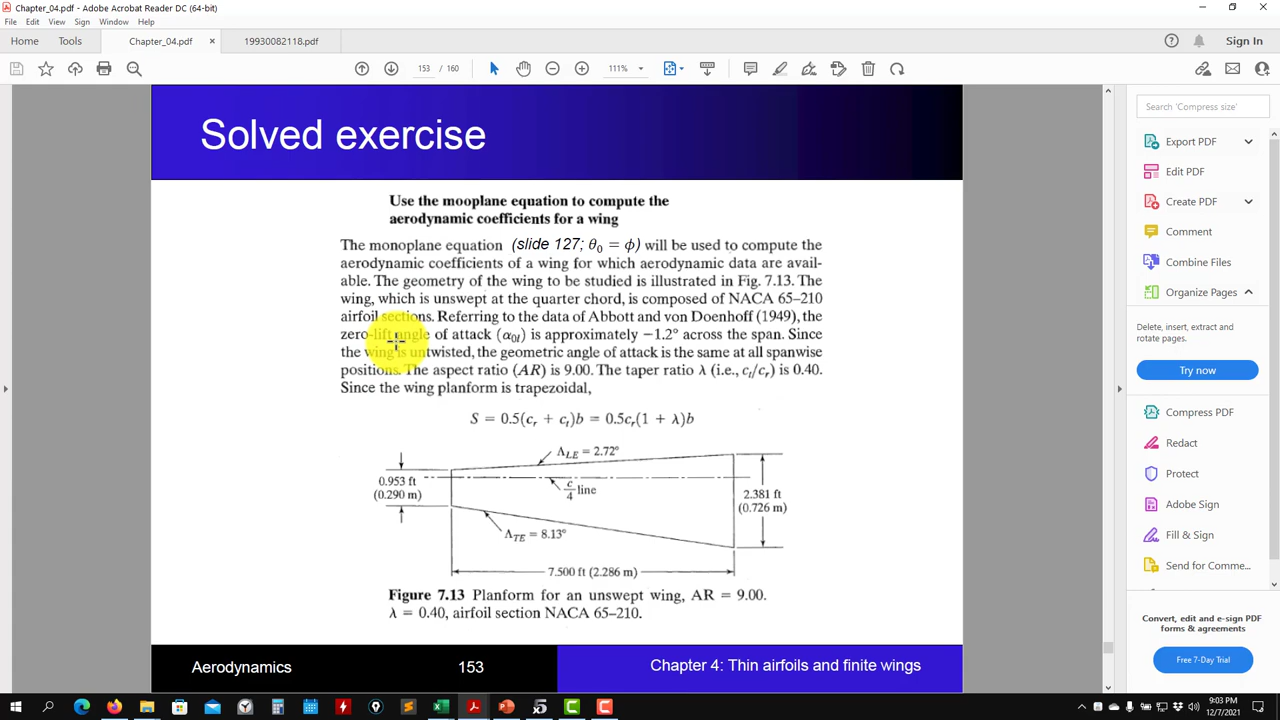 Chapter_04.pdf - Adobe Acrobat Reader DC (64-bit)
File Edit View Sign Window Help
Home Tools Chapter_04.pdf × 19930082118.pdf Sign In
153 / 160 111%
Solved exercise
Use the mooplane equation to compute the
aerodynamic coefficients for a wing
The monoplane equation (slide 127; θ₀ = ϕ) will be used to compute the
aerodynamic coefficients of a wing for which aerodynamic data are avail-
able. The geometry of the wing to be studied is illustrated in Fig. 7.13. The
wing, which is unswept at the quarter chord, is composed of NACA 65–210
airfoil sections. Referring to the data of Abbott and von Doenhoff (1949), the
zero-lift angle of attack (α₀ₗ) is approximately −1.2° across the span. Since
the wing is untwisted, the geometric angle of attack is the same at all spanwise
positions. The aspect ratio (AR) is 9.00. The taper ratio λ (i.e., cₜ/cᵣ) is 0.40.
Since the wing planform is trapezoidal,
S = 0.5(cᵣ + cₜ)b = 0.5cᵣ(1 + λ)b
Λ_LE = 2.72°
0.953 ft
(0.290 m)
c/4 line
2.381 ft
(0.726 m)
Λ_TE = 8.13°
7.500 ft (2.286 m)
Figure 7.13 Planform for an unswept wing, AR = 9.00.
λ = 0.40, airfoil section NACA 65–210.
Aerodynamics 153 Chapter 4: Thin airfoils and finite wings
Search 'Compress size'
Export PDF
Edit PDF
Create PDF
Comment
Combine Files
Organize Pages
Delete, insert, extract, and
rotate pages.
Try now
Compress PDF
Redact
Protect
Adobe Sign
Fill & Sign
Send for Comme...
Convert, edit and e-sign PDF
forms & agreements
Free 7-Day Trial
9:03 PM
12/7/2021